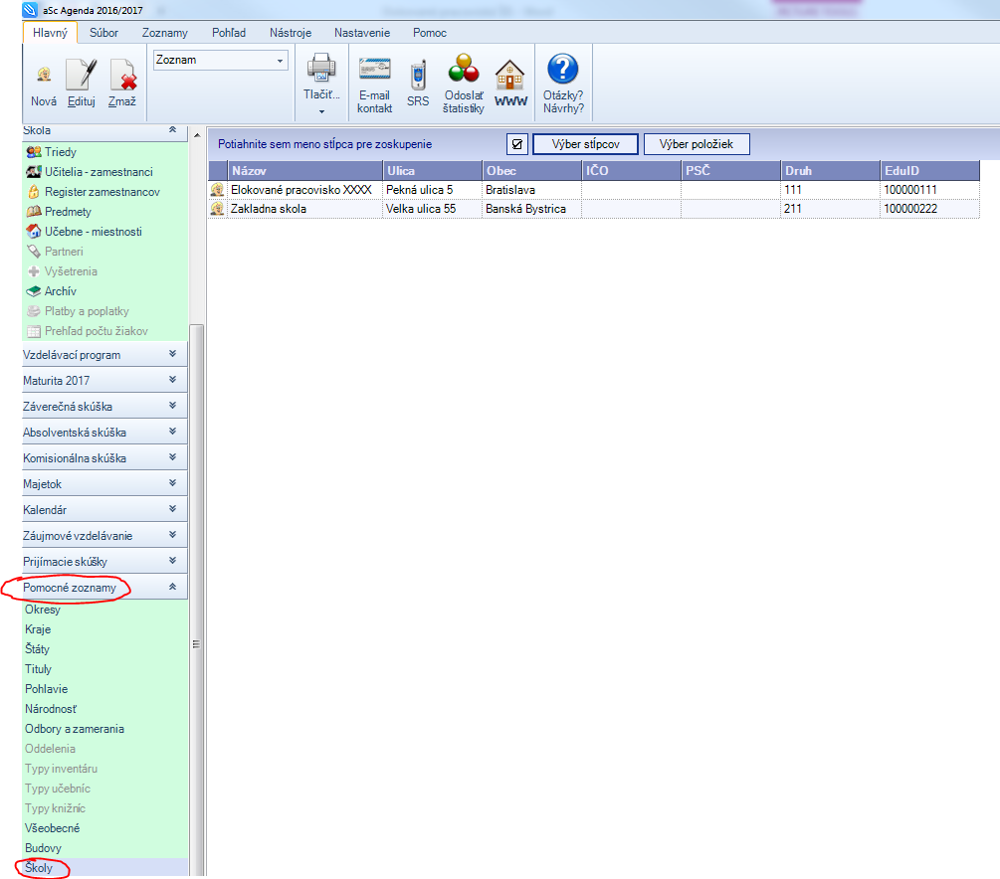 aSc Agenda 2016/2017
Hlavný Súbor Zoznamy Pohľad Nástroje Nastavenie Pomoc
Zoznam
Nová Edituj Zmaž
Tlačiť...
E-mail kontakt
SRS
Odoslať štatistiky
WWW
Otázky? Návrhy?
Škola
Triedy
Učitelia - zamestnanci
Register zamestnancov
Predmety
Učebne - miestnosti
Partneri
Vyšetrenia
Archív
Platby a poplatky
Prehľad počtu žiakov
Vzdelávací program
Maturita 2017
Záverečná skúška
Absolventská skúška
Komisionálna skúška
Majetok
Kalendár
Záujmové vzdelávanie
Prijímacie skúšky
Pomocné zoznamy
Okresy
Kraje
Štáty
Tituly
Pohlavie
Národnosť
Odbory a zamerania
Oddelenia
Typy inventáru
Typy učebníc
Typy knižníc
Všeobecné
Budovy
Školy
Potiahnite sem meno stĺpca pre zoskupenie Výber stĺpcov Výber položiek
Názov Ulica Obec IČO PSČ Druh EduID
Elokované pracovisko XXXX Pekná ulica 5 Bratislava 111 100000111
Zakladna skola Velka ulica 55 Banská Bystrica 211 100000222